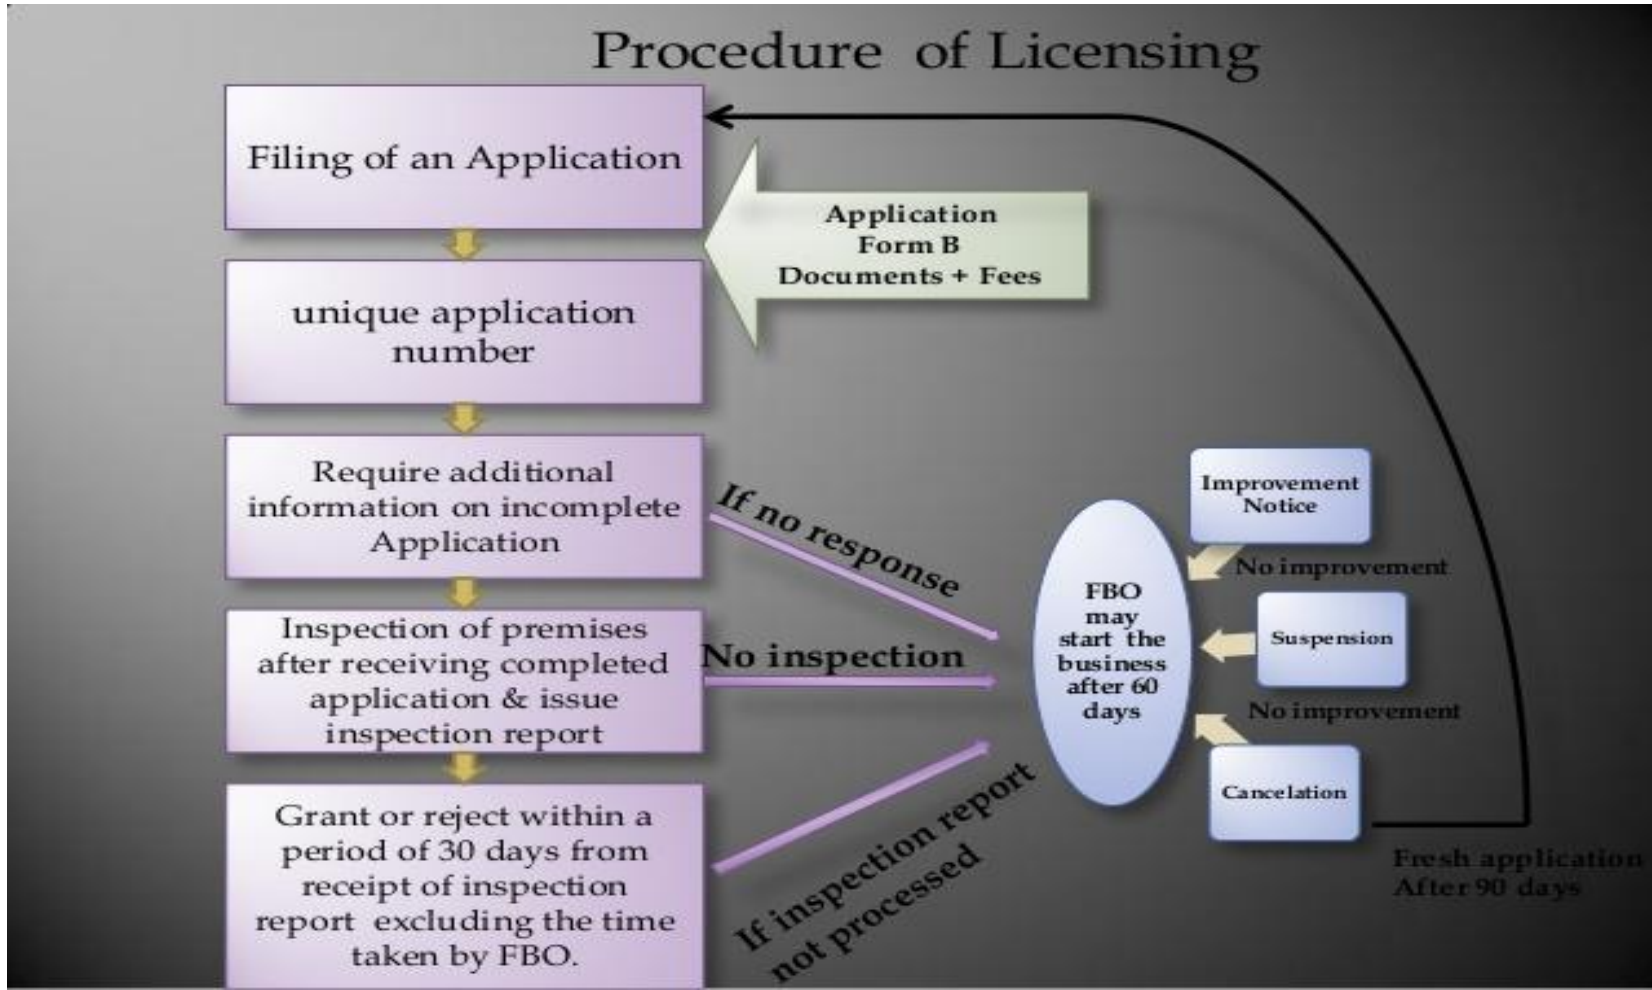 Procedure of Licensing
Filing of an Application
Application
Form B
Documents + Fees
unique application
number
Require additional
information on incomplete
Application
If no response
Inspection of premises
after receiving completed
application & issue
inspection report
No inspection
Grant or reject within a
period of 30 days from
receipt of inspection
report excluding the time
taken by FBO.
If inspection report
not processed
FBO
may
start the
business
after 60
days
Improvement
Notice
No improvement
Suspension
No improvement
Cancelation
Fresh application
After 90 days